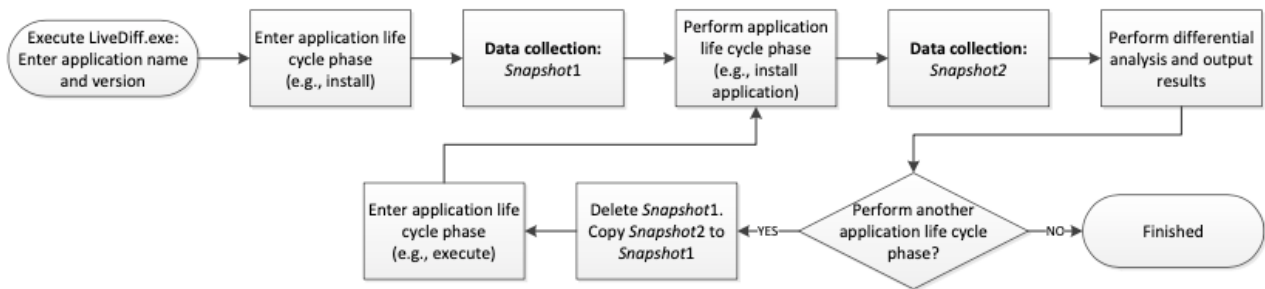 Execute LiveDiff.exe:
Enter application name
and version
Enter application life
cycle phase
(e.g., install)
Data collection:
Snapshot1
Perform application
life cycle phase
(e.g., install
application)
Data collection:
Snapshot2
Perform differential
analysis and output
results
Enter application life
cycle phase
(e.g., execute)
Delete Snapshot1.
Copy Snapshot2 to
Snapshot1
YES
Perform another
application life cycle
phase?
NO
Finished